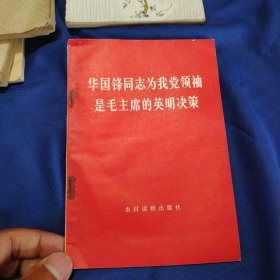 华国锋同志为我党领袖
是毛主席的英明决策
农村读物出版社